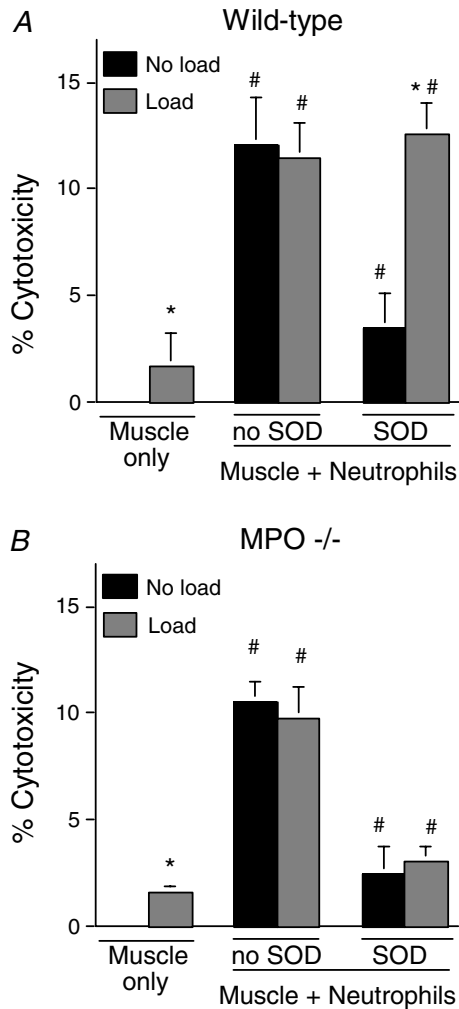 A Wild-type
No load
Load
% Cytotoxicity
15
10
5
0
*
#
#
#
* #
Muscle only
no SOD
SOD
Muscle + Neutrophils
B MPO -/-
No load
Load
% Cytotoxicity
15
10
5
0
*
#
#
#
#
Muscle only
no SOD
SOD
Muscle + Neutrophils